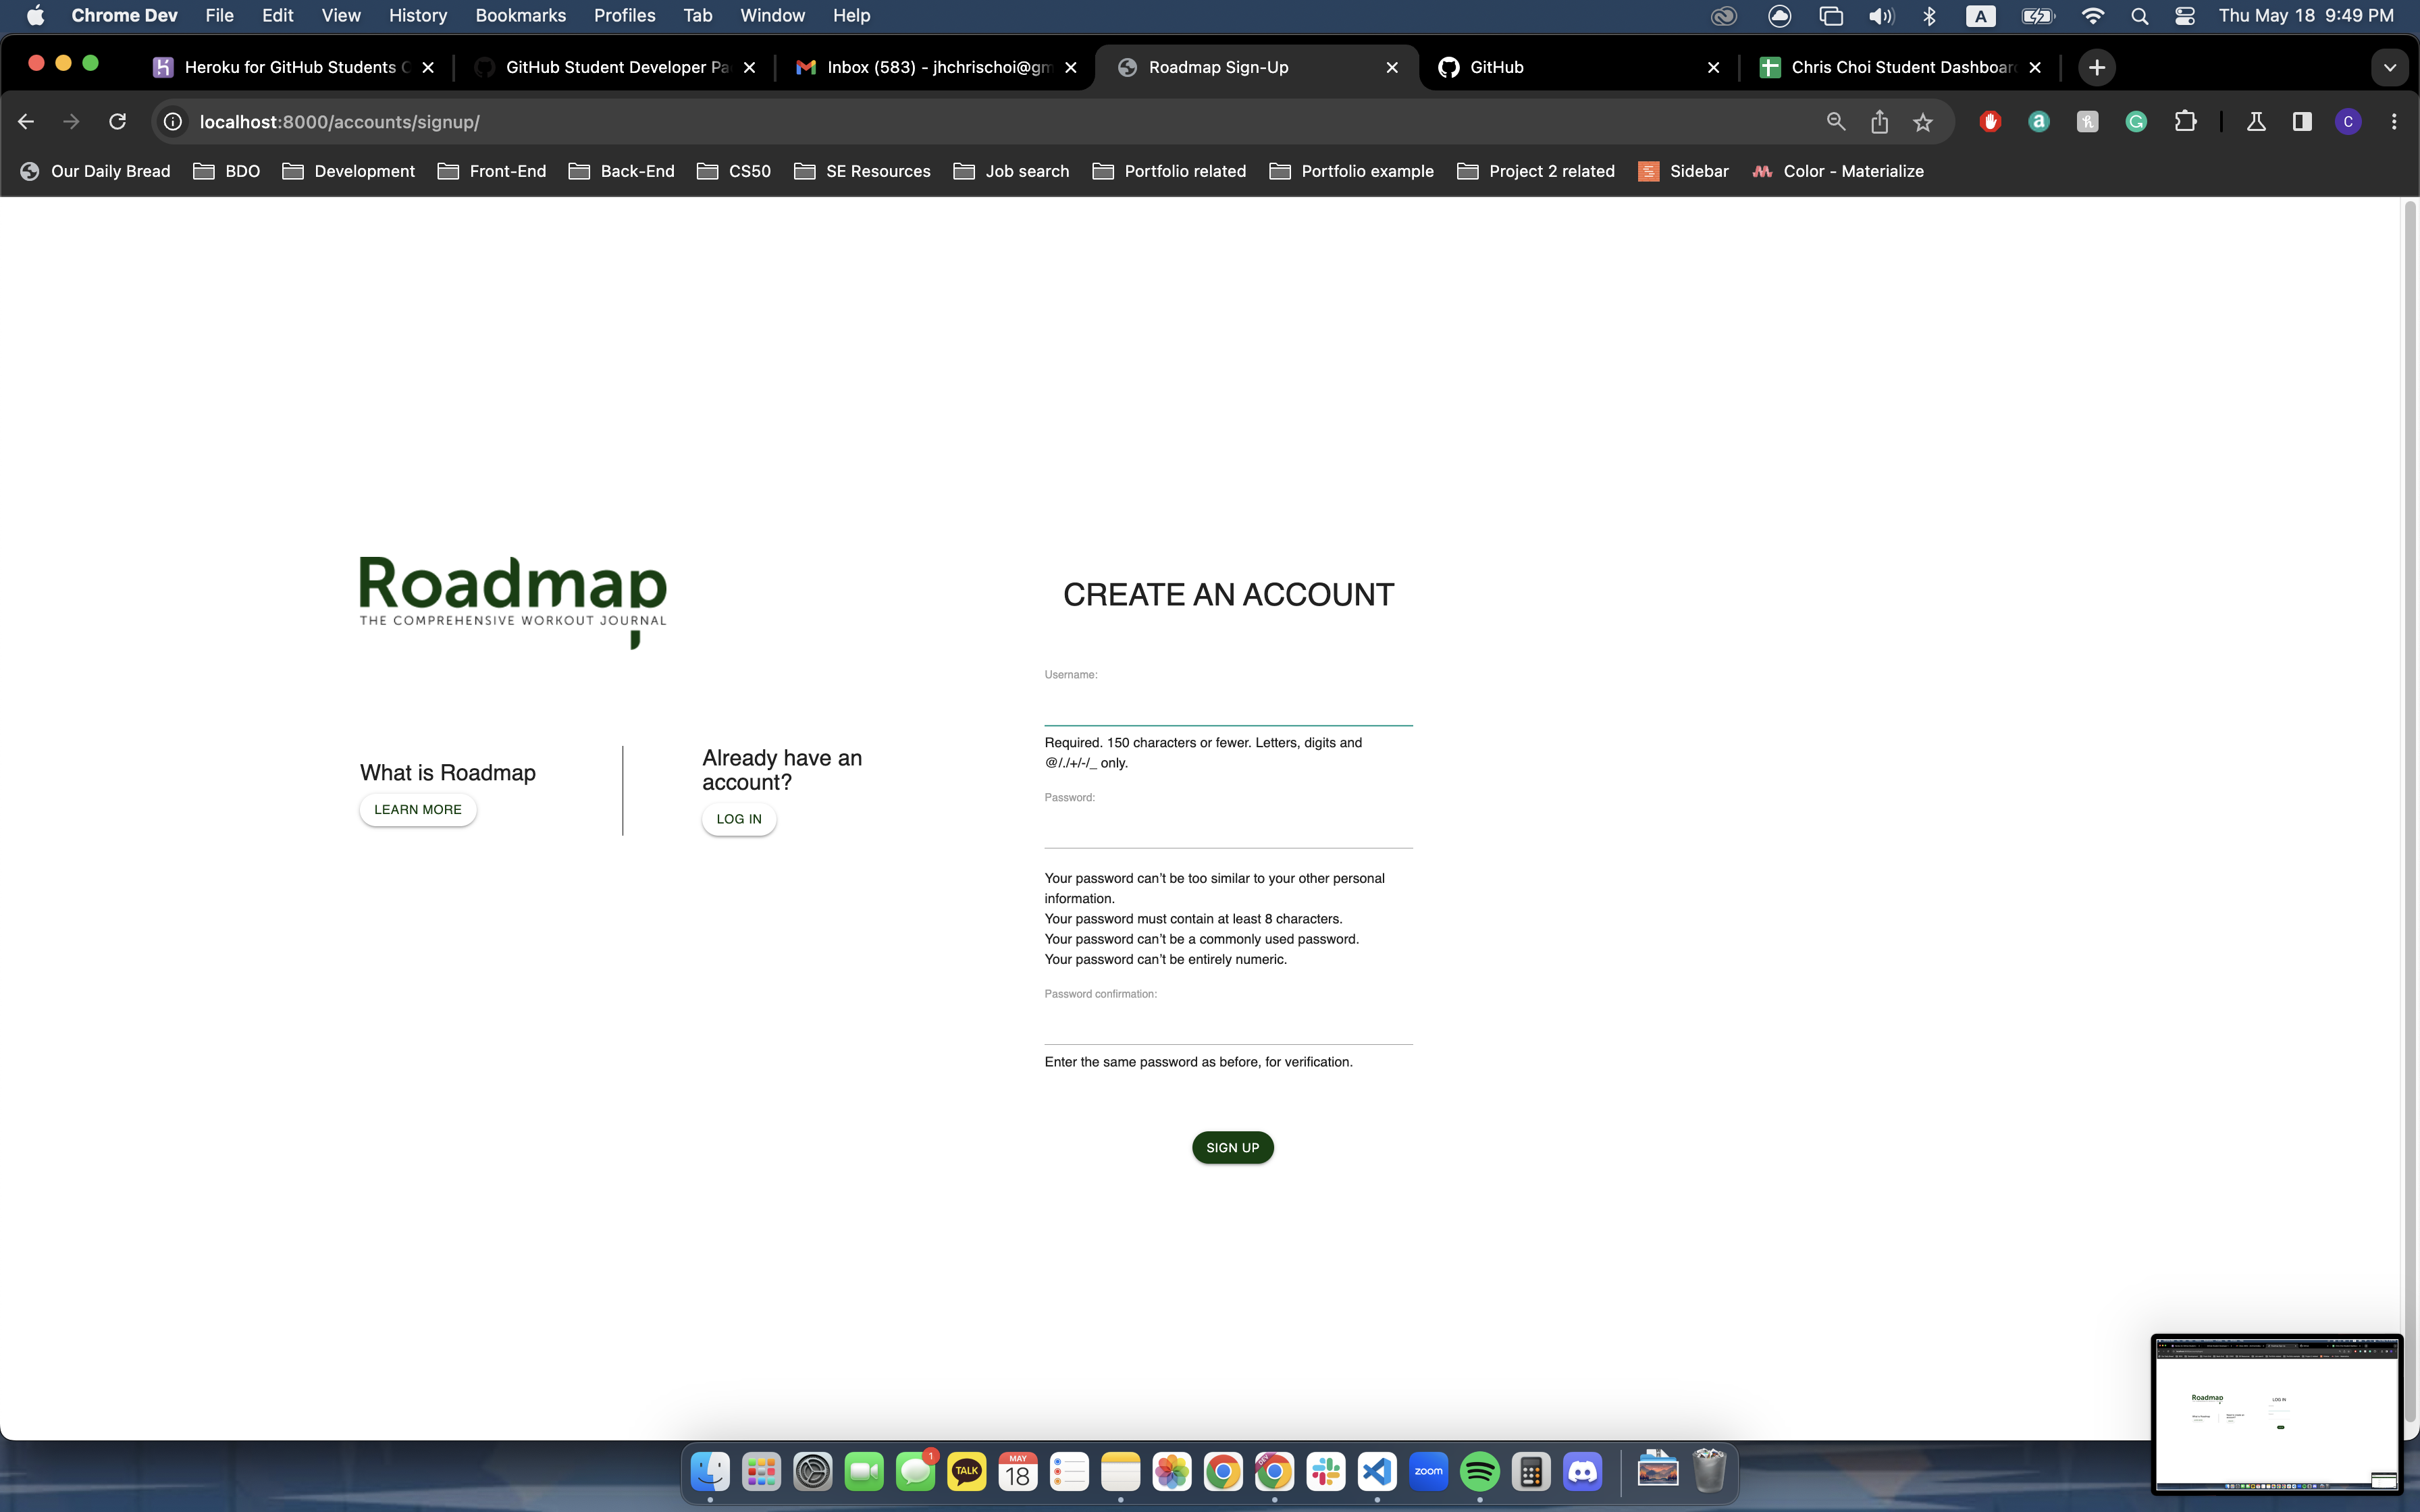 Chrome Dev File Edit View History Bookmarks Profiles Tab Window Help
A
Thu May 18 9:49 PM
Heroku for GitHub Students
GitHub Student Developer Pa
Inbox (583) - jhchrischoi@gm
Roadmap Sign-Up
GitHub
Chris Choi Student Dashboar
localhost:8000/accounts/signup/
C
Our Daily Bread BDO Development Front-End Back-End CS50 SE Resources Job search Portfolio related Portfolio example Project 2 related Sidebar Color - Materialize
Roadmap
THE COMPREHENSIVE WORKOUT JOURNAL
What is Roadmap
LEARN MORE
Already have an
account?
LOG IN
CREATE AN ACCOUNT
Username:
Required. 150 characters or fewer. Letters, digits and
@/./+/-/_ only.
Password:
Your password can’t be too similar to your other personal
information.
Your password must contain at least 8 characters.
Your password can’t be a commonly used password.
Your password can’t be entirely numeric.
Password confirmation:
Enter the same password as before, for verification.
SIGN UP
Roadmap
LOG IN
1
TALK
MAY
18
DEV
zoom